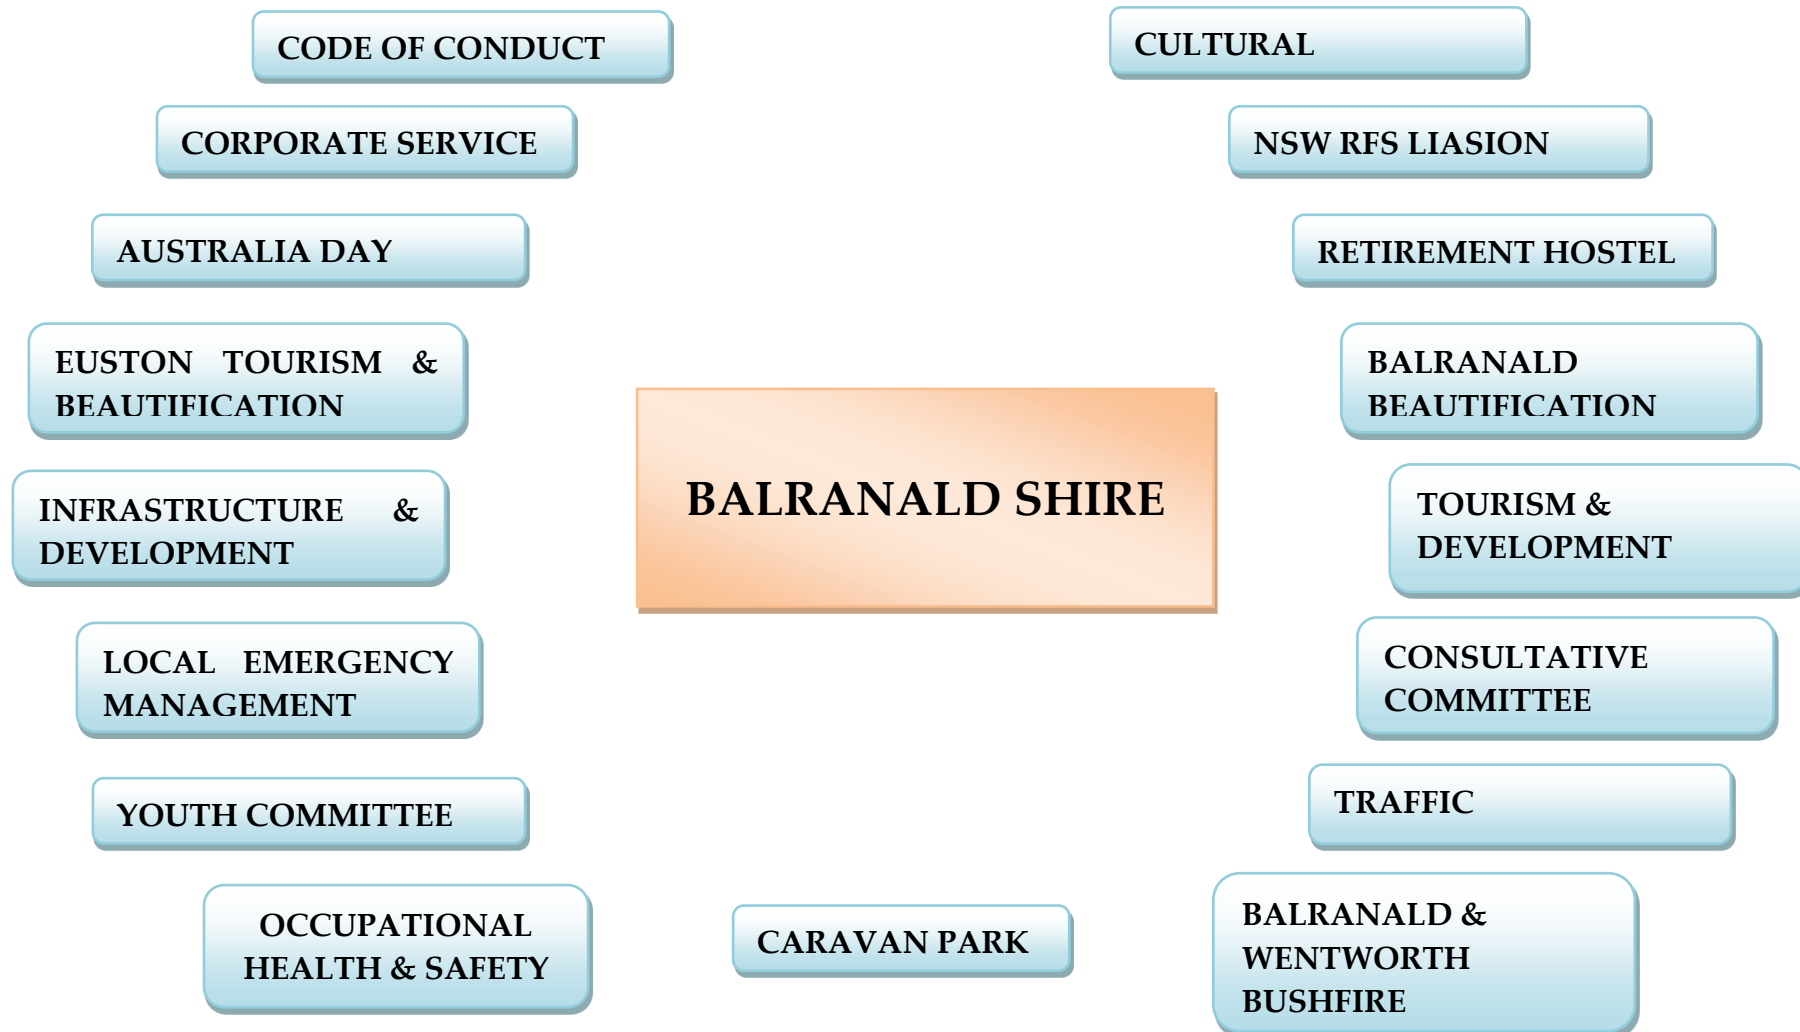 CODE OF CONDUCT
CULTURAL
CORPORATE SERVICE
NSW RFS LIASION
AUSTRALIA DAY
RETIREMENT HOSTEL
EUSTON TOURISM &
BEAUTIFICATION
BALRANALD
BEAUTIFICATION
BALRANALD SHIRE
INFRASTRUCTURE &
DEVELOPMENT
TOURISM &
DEVELOPMENT
LOCAL EMERGENCY
MANAGEMENT
CONSULTATIVE
COMMITTEE
YOUTH COMMITTEE
TRAFFIC
OCCUPATIONAL
HEALTH & SAFETY
CARAVAN PARK
BALRANALD &
WENTWORTH
BUSHFIRE